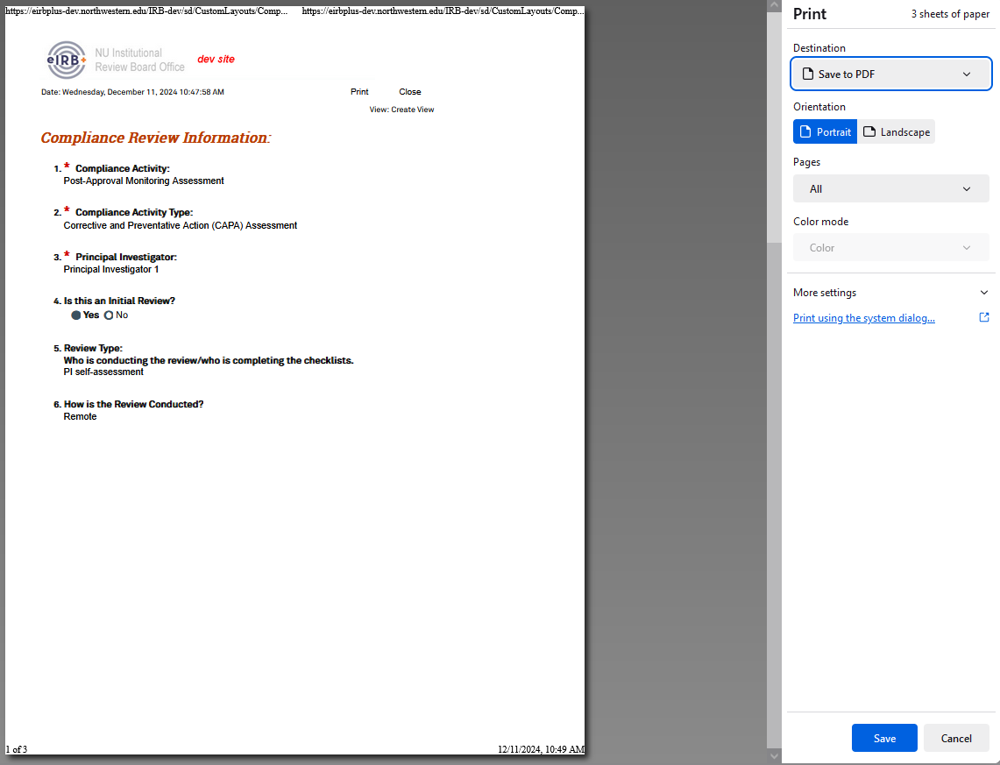 https://eirbplus-dev.northwestern.edu/IRB-dev/sd/CustomLayouts/Comp... https://eirbplus-dev.northwestern.edu/IRB-dev/sd/CustomLayouts/Comp...
eIRB+ NU Institutional Review Board Office dev site
Date: Wednesday, December 11, 2024 10:47:58 AM Print Close
View: Create View
Compliance Review Information:
1. * Compliance Activity:
Post-Approval Monitoring Assessment
2. * Compliance Activity Type:
Corrective and Preventative Action (CAPA) Assessment
3. * Principal Investigator:
Principal Investigator 1
4. Is this an Initial Review?
Yes No
5. Review Type:
Who is conducting the review/who is completing the checklists.
PI self-assessment
6. How is the Review Conducted?
Remote
1 of 3 12/11/2024, 10:49 AM
Print 3 sheets of paper
Destination
Save to PDF
Orientation
Portrait Landscape
Pages
All
Color mode
Color
More settings
Print using the system dialog...
Save Cancel